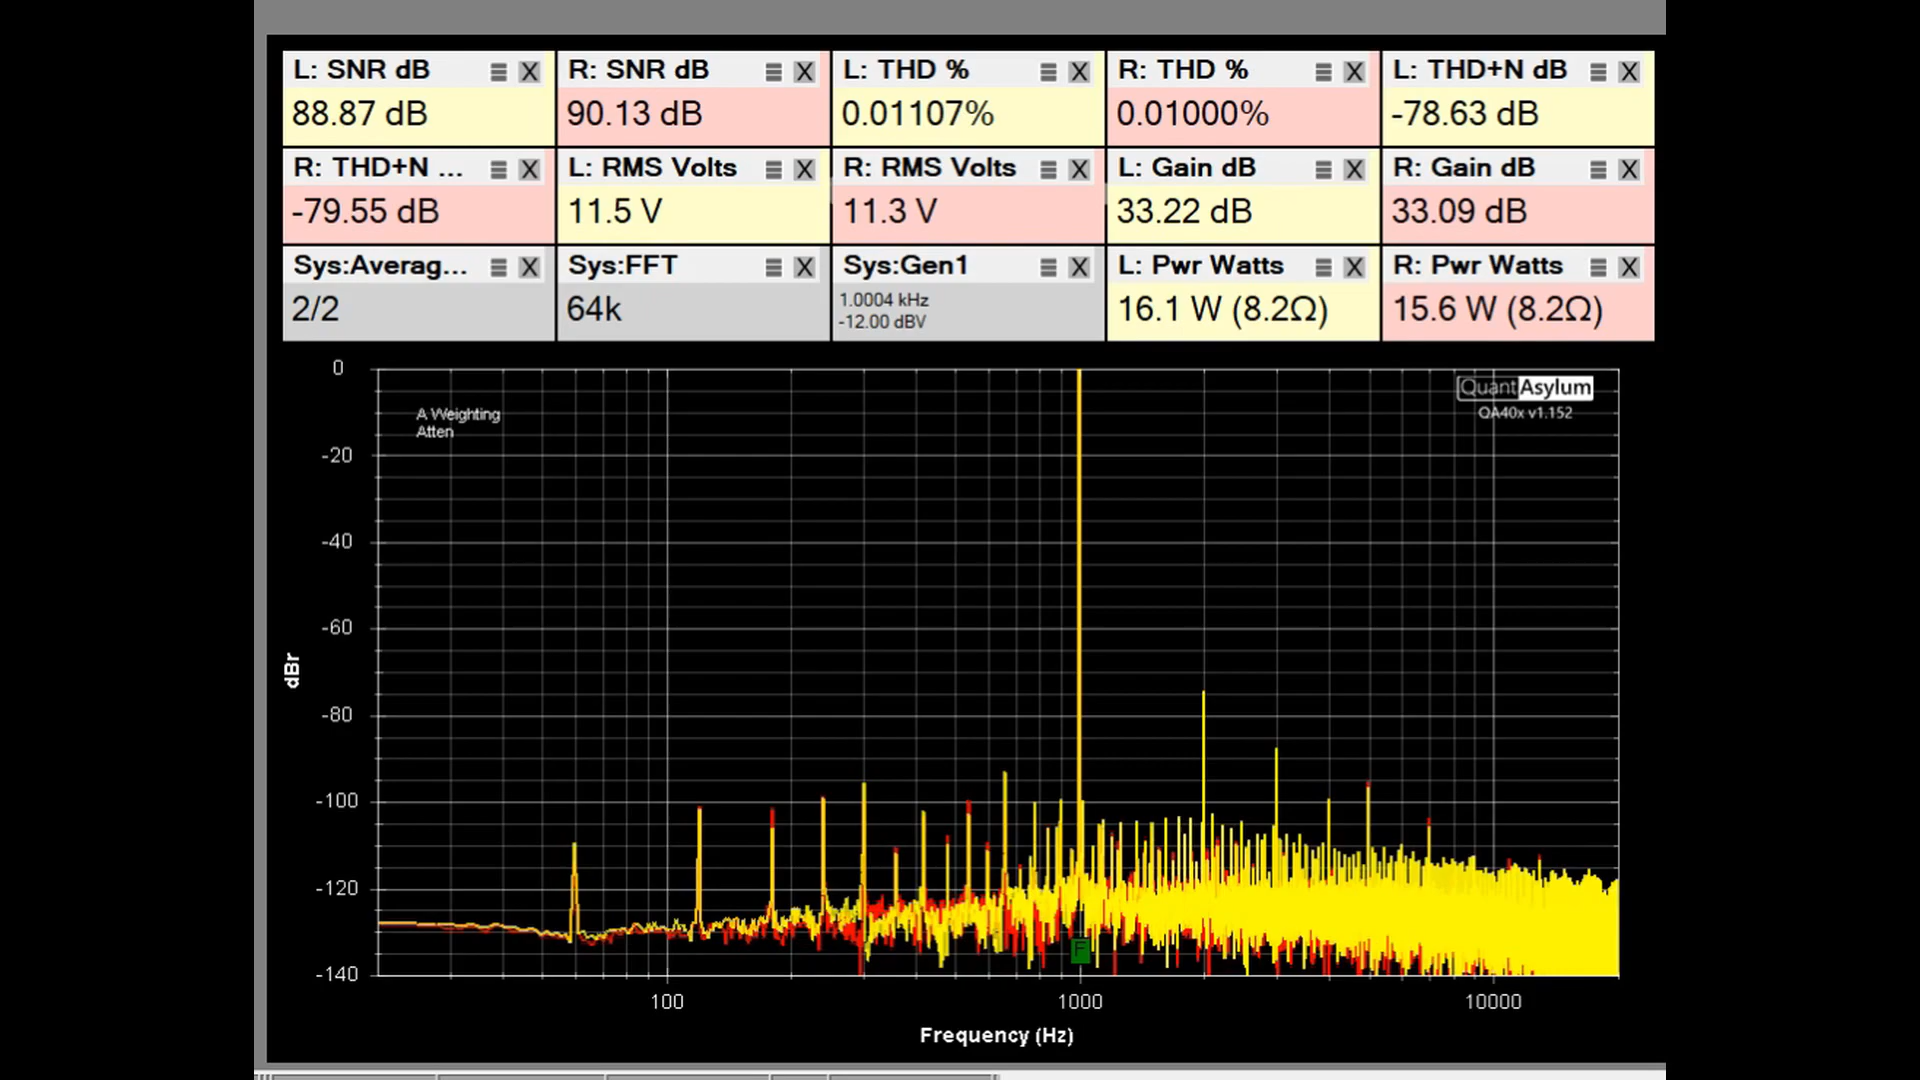 L: SNR dB X R: SNR dB X L: THD % X R: THD % X L: THD+N dB X
88.87 dB 90.13 dB 0.01107% 0.01000% -78.63 dB
R: THD+N ... X L: RMS Volts X R: RMS Volts X L: Gain dB X R: Gain dB X
-79.55 dB 11.5 V 11.3 V 33.22 dB 33.09 dB
Sys:Averag... X Sys:FFT X Sys:Gen1 X L: Pwr Watts X R: Pwr Watts X
2/2 64k 1.0004 kHz 16.1 W (8.2Ω) 15.6 W (8.2Ω)
-12.00 dBV
0
QuantAsylum
A Weighting QA40x v1.152
Atten
-20
-40
-60
dBr
-80
-100
-120
F
-140
100 1000 10000
Frequency (Hz)